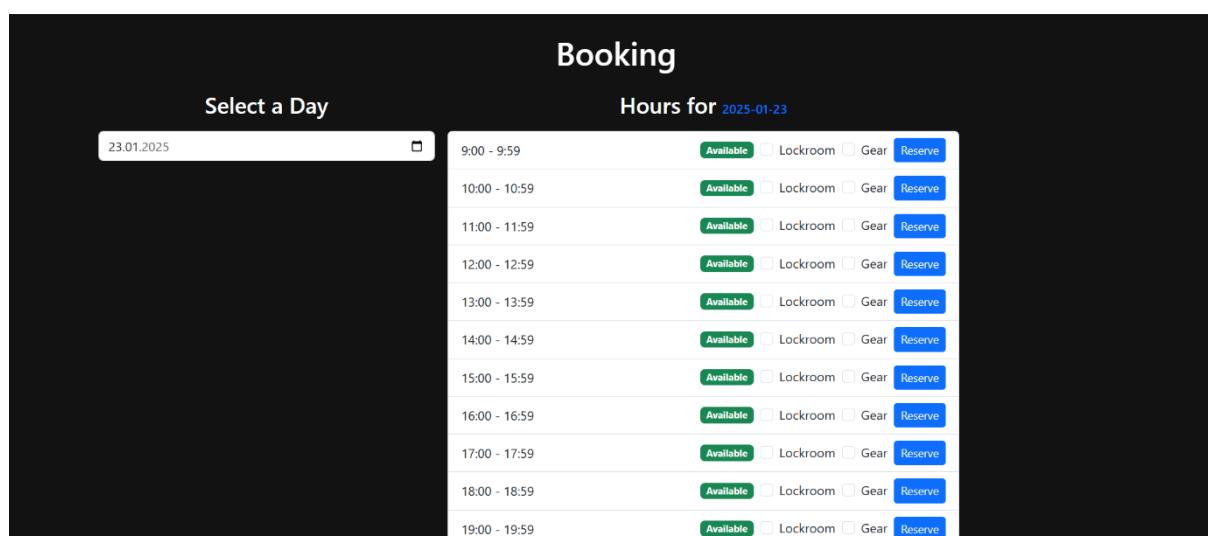 Booking
Select a Day
23.01.2025
Hours for 2025-01-23
9:00 - 9:59 Available Lockroom Gear Reserve
10:00 - 10:59 Available Lockroom Gear Reserve
11:00 - 11:59 Available Lockroom Gear Reserve
12:00 - 12:59 Available Lockroom Gear Reserve
13:00 - 13:59 Available Lockroom Gear Reserve
14:00 - 14:59 Available Lockroom Gear Reserve
15:00 - 15:59 Available Lockroom Gear Reserve
16:00 - 16:59 Available Lockroom Gear Reserve
17:00 - 17:59 Available Lockroom Gear Reserve
18:00 - 18:59 Available Lockroom Gear Reserve
19:00 - 19:59 Available Lockroom Gear Reserve